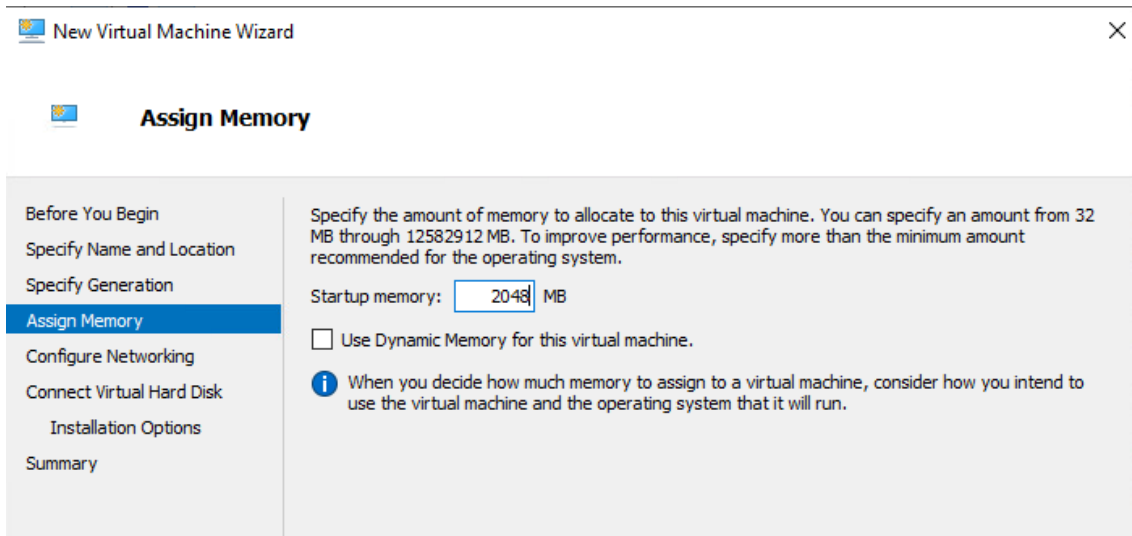 New Virtual Machine Wizard
Assign Memory
Before You Begin
Specify Name and Location
Specify Generation
Assign Memory
Configure Networking
Connect Virtual Hard Disk
Installation Options
Summary
Specify the amount of memory to allocate to this virtual machine. You can specify an amount from 32
MB through 12582912 MB. To improve performance, specify more than the minimum amount
recommended for the operating system.
Startup memory: 2048 MB
Use Dynamic Memory for this virtual machine.
When you decide how much memory to assign to a virtual machine, consider how you intend to
use the virtual machine and the operating system that it will run.